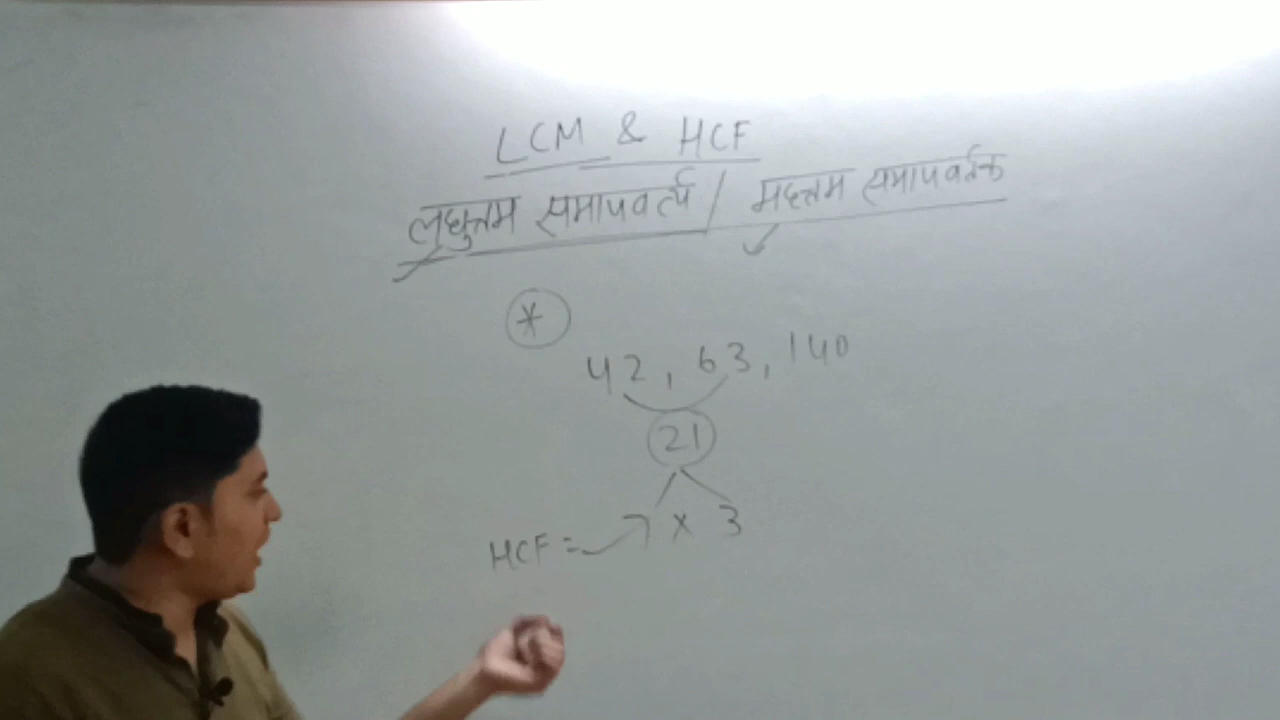 LCM & HCF
लघुत्तम समापवर्त्य / महत्तम समापवर्तक
*
42, 63, 140
21
HCF = 7 x 3